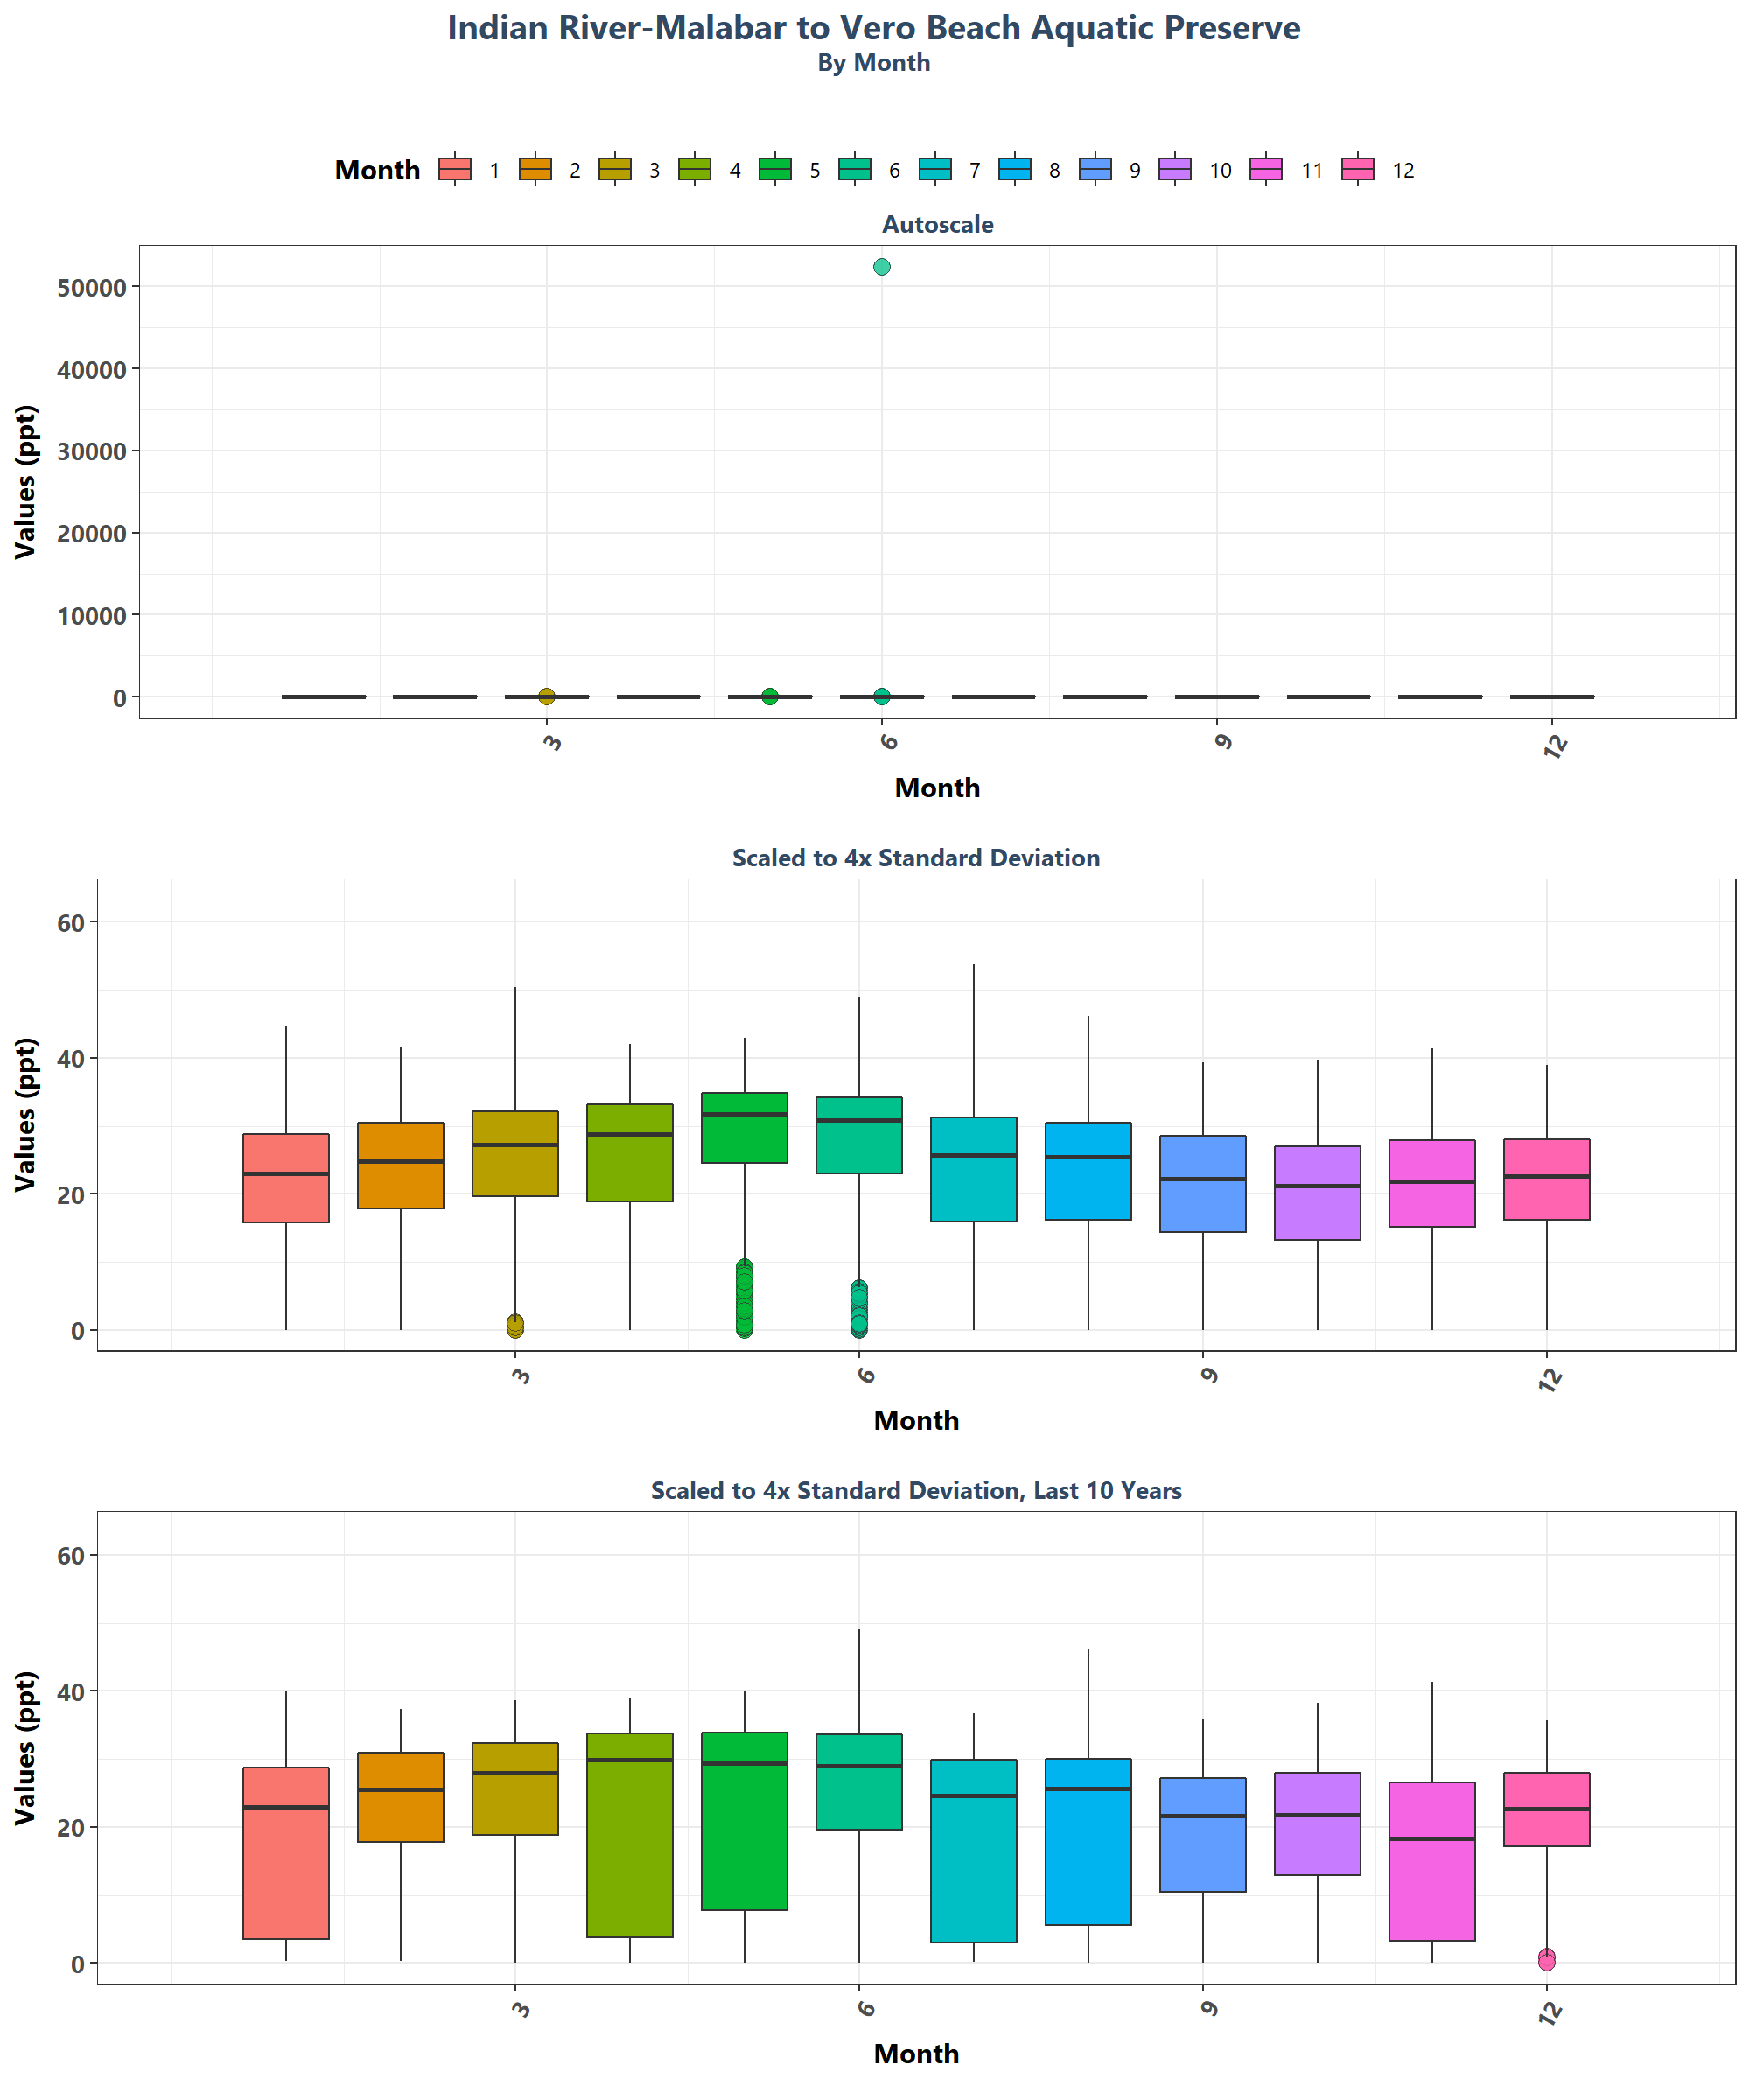 Indian River-Malabar to Vero Beach Aquatic Preserve
By Month
Month 1 2 3 4 5 6 7 8 9 10 11 12
Autoscale
Values (ppt)
50000
40000
30000
20000
10000
0
3 6 9 12
Month
Scaled to 4x Standard Deviation
Values (ppt)
60
40
20
0
3 6 9 12
Month
Scaled to 4x Standard Deviation, Last 10 Years
Values (ppt)
60
40
20
0
3 6 9 12
Month